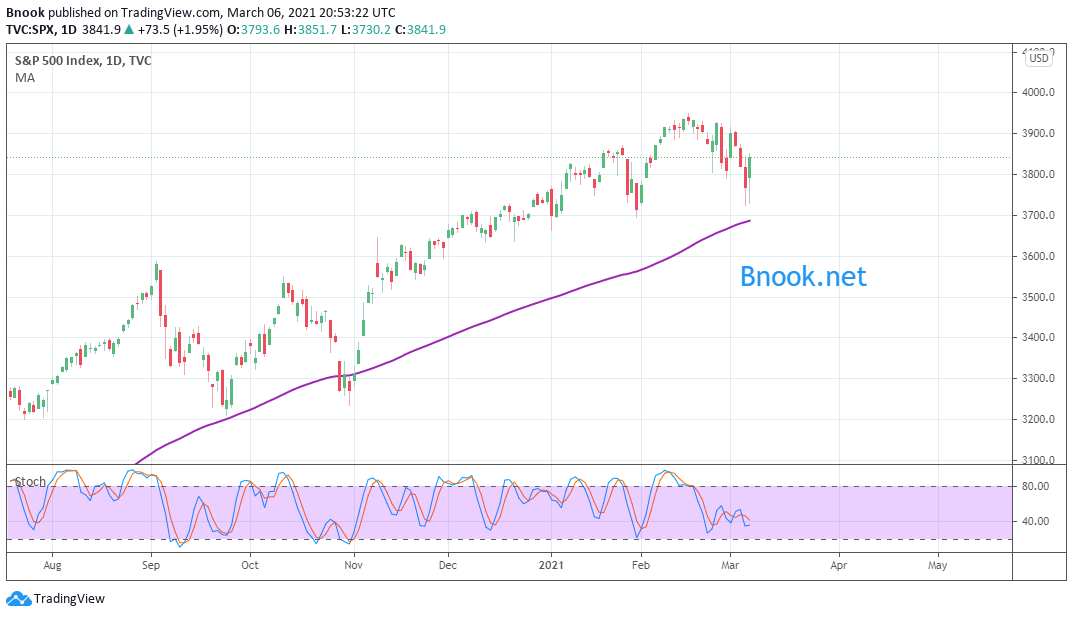 Bnook published on TradingView.com, March 06, 2021 20:53:22 UTC
TVC:SPX, 1D 3841.9 ▲ +73.5 (+1.95%) O:3793.6 H:3851.7 L:3730.2 C:3841.9
S&P 500 Index, 1D, TVC
MA
4100.0
USD
4000.0
3900.0
3800.0
3700.0
3600.0
Bnook.net
3500.0
3400.0
3300.0
3200.0
3100.0
Stoch
80.00
40.00
Aug Sep Oct Nov Dec 2021 Feb Mar Apr May
TradingView